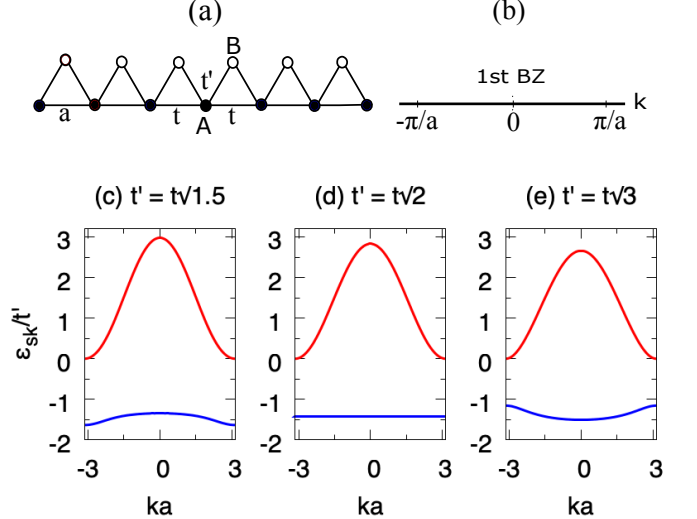 (a)
(b)
B
t'
a
t
A
t
1st BZ
k
-π/a
0
π/a
(c) t' = t√1.5
(d) t' = t√2
(e) t' = t√3
ε_sk/t'
3
2
1
0
-1
-2
3
2
1
0
-1
-2
3
2
1
0
-1
-2
-3
0
3
-3
0
3
-3
0
3
ka
ka
ka